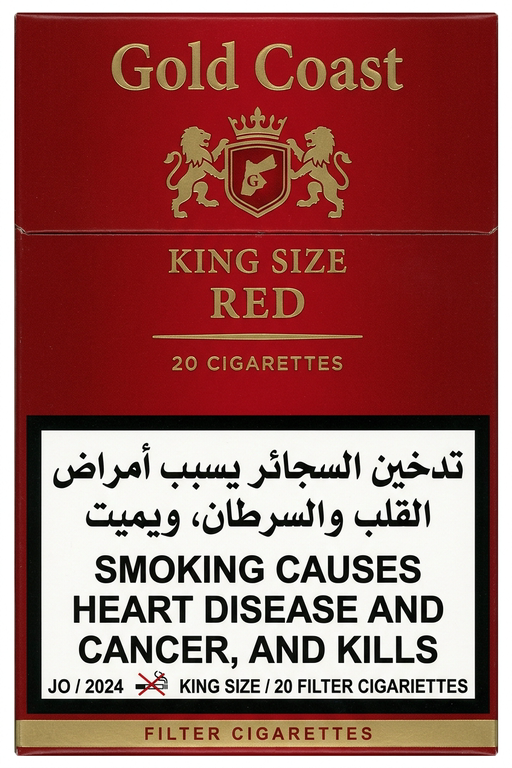 Gold Coast
G
KING SIZE
RED
20 CIGARETTES
تدخين السجائر يسبب أمراض
القلب والسرطان، ويميت
SMOKING CAUSES
HEART DISEASE AND
CANCER, AND KILLS
JO / 2024 KING SIZE / 20 FILTER CIGARIETTES
FILTER CIGARETTES